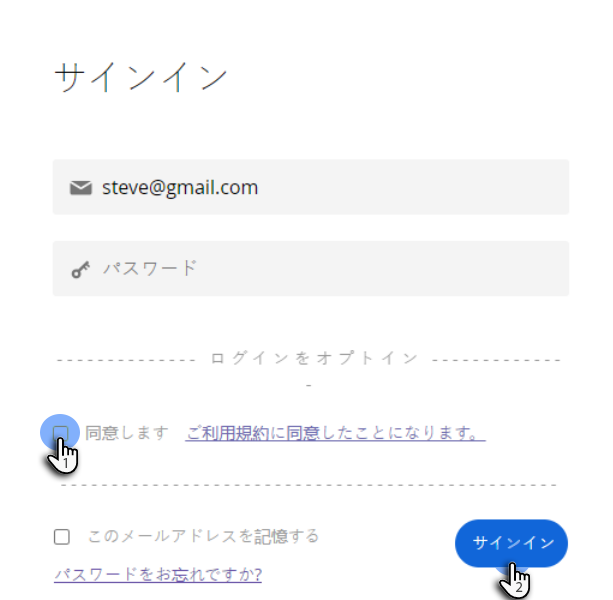 サインイン
steve@gmail.com
パスワード
-------------- ログインをオプトイン -------------
-
同意します ご利用規約に同意したことになります。
1
--------------------------------------------------
このメールアドレスを記憶する
サインイン
パスワードをお忘れですか?
2